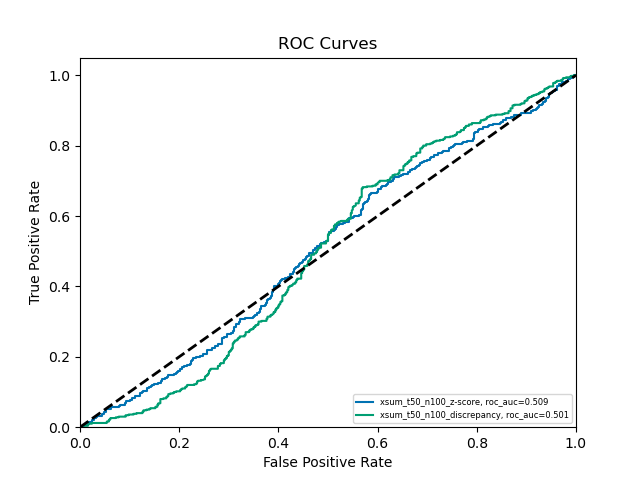 ROC Curves
True Positive Rate
1.0
0.8
0.6
0.4
0.2
0.0
xsum_t50_n100_z-score, roc_auc=0.509
xsum_t50_n100_discrepancy, roc_auc=0.501
0.0 0.2 0.4 0.6 0.8 1.0
False Positive Rate